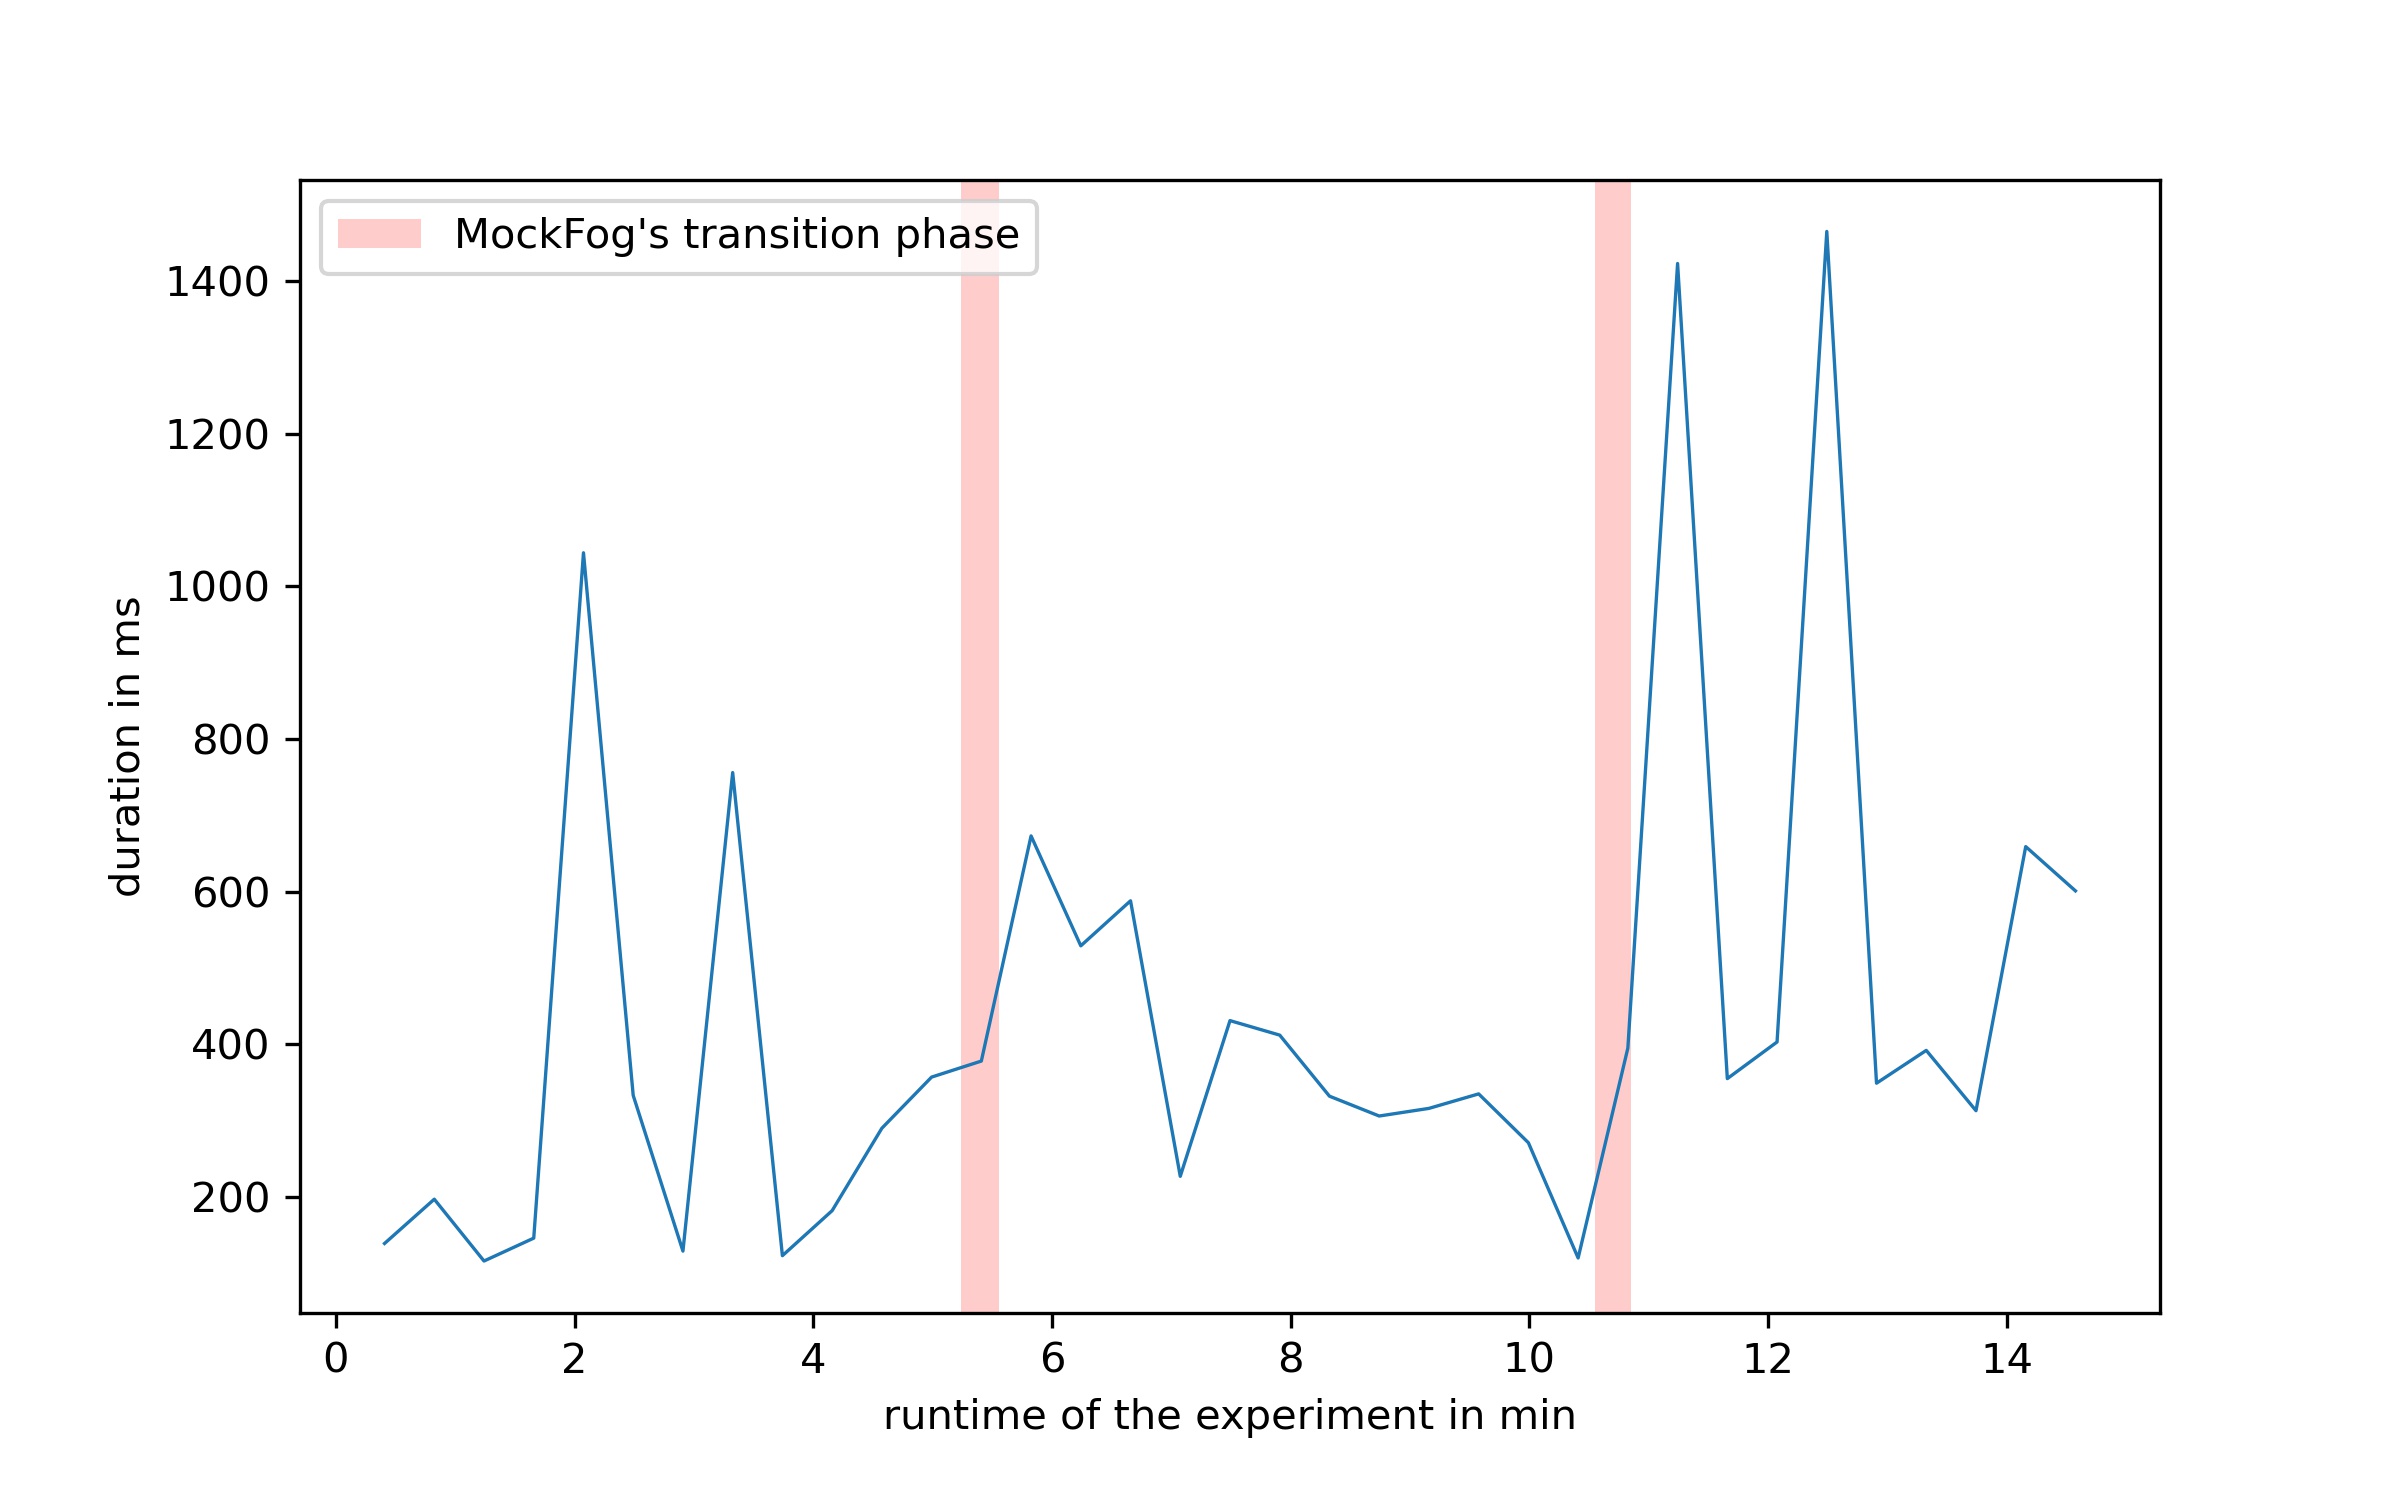 MockFog's transition phase
1400
1200
1000
800
600
400
200
duration in ms
0 2 4 6 8 10 12 14
runtime of the experiment in min